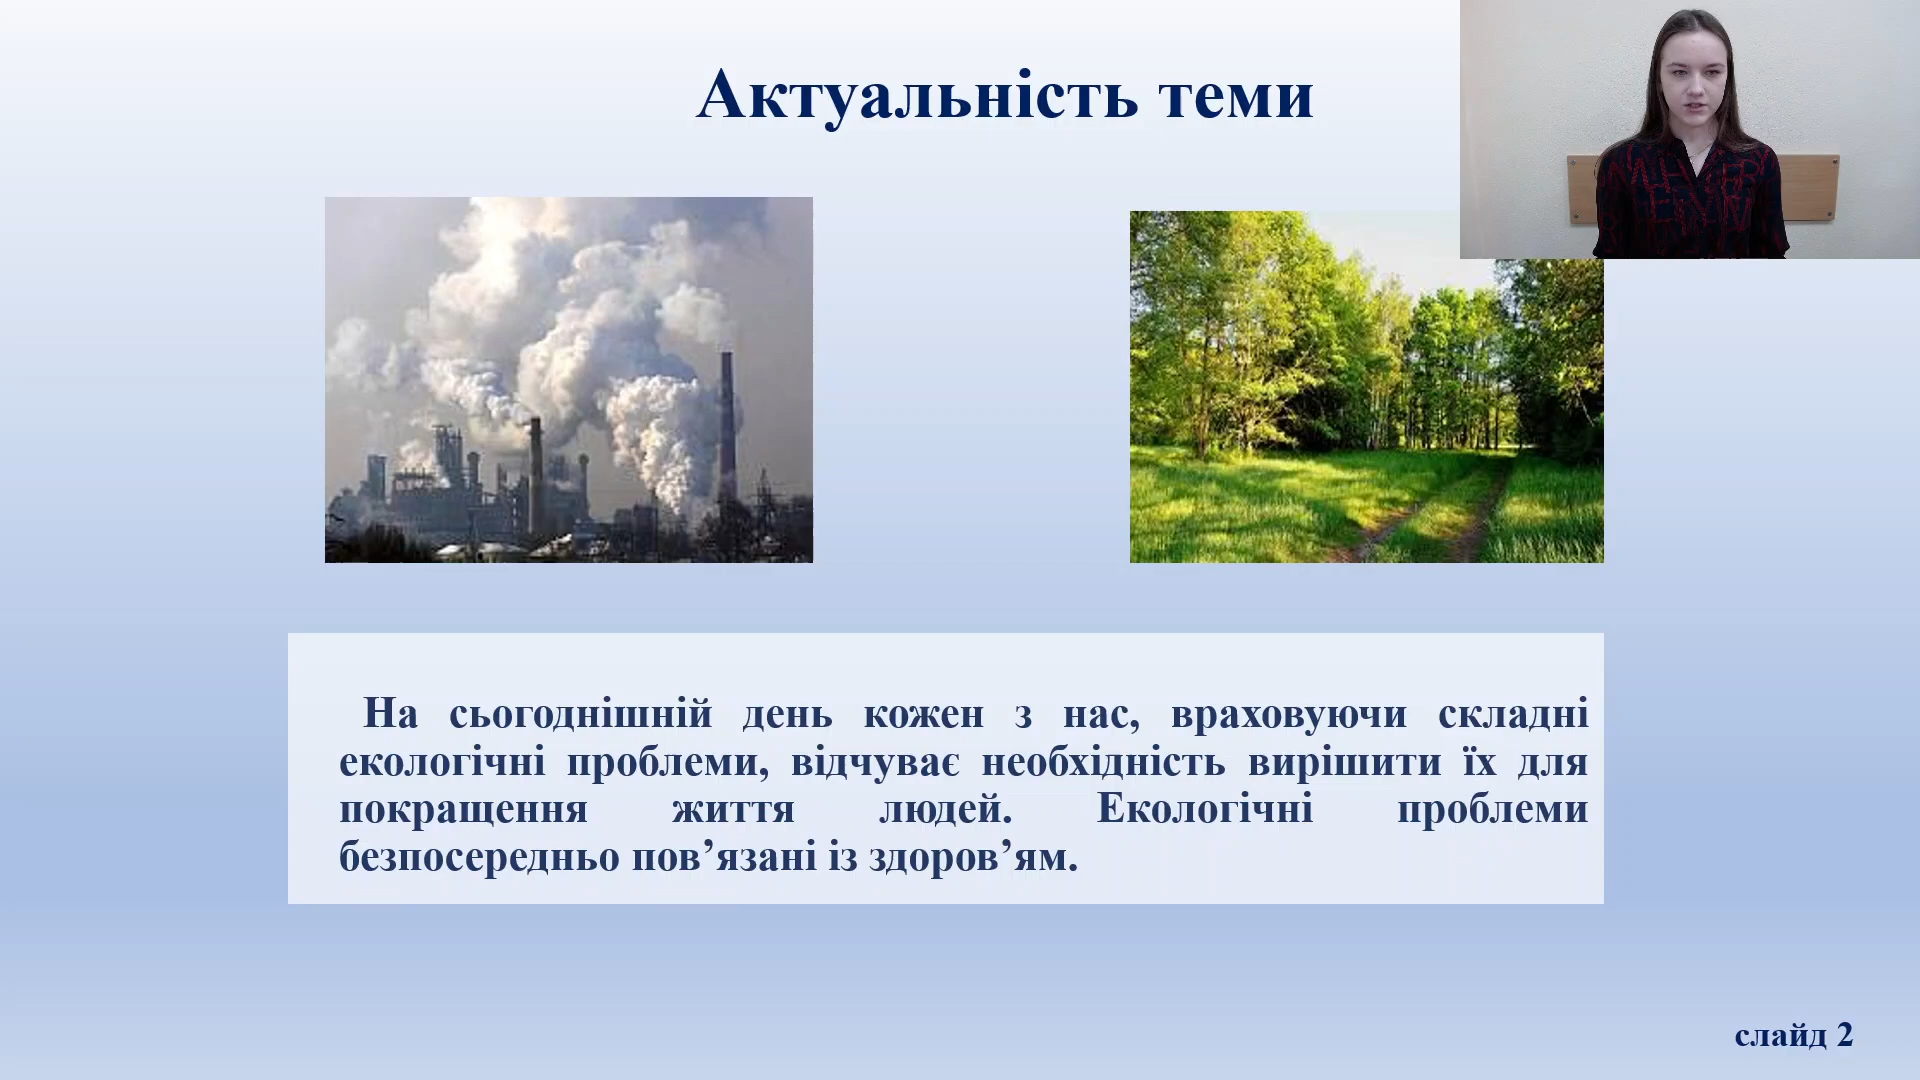 Актуальність теми
На сьогоднішній день кожен з нас, враховуючи складні
екологічні проблеми, відчуває необхідність вирішити їх для
покращення життя людей. Екологічні проблеми
безпосередньо пов’язані із здоров’ям.
слайд 2